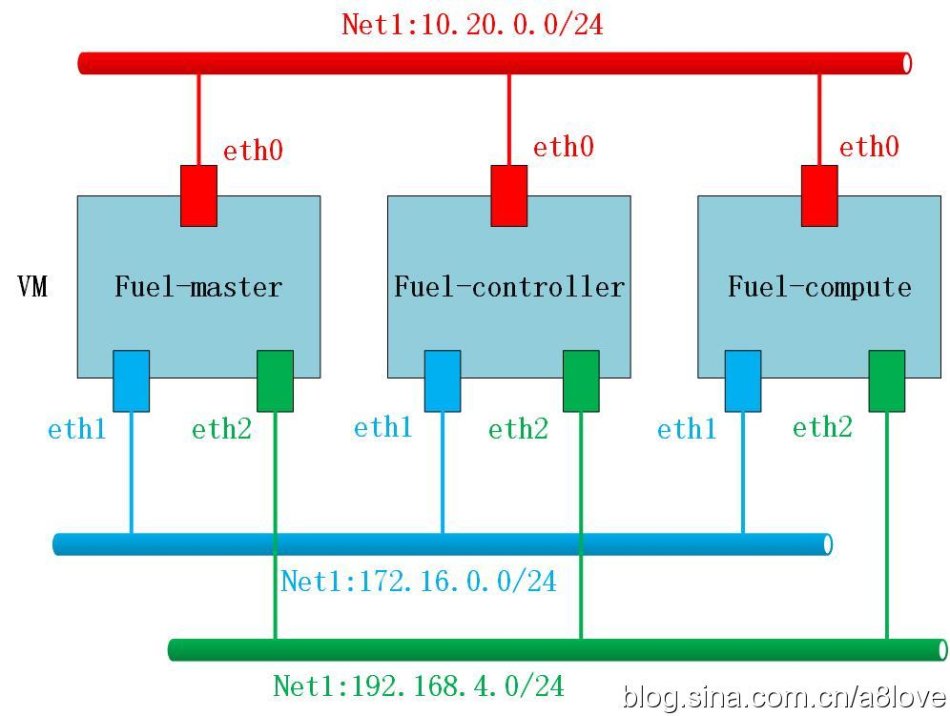 Net1:10.20.0.0/24
eth0
eth0
eth0
VM
Fuel-master
Fuel-controller
Fuel-compute
eth1
eth2
eth1
eth2
eth1
eth2
Net1:172.16.0.0/24
Net1:192.168.4.0/24
blog.sina.com.cn/a8love